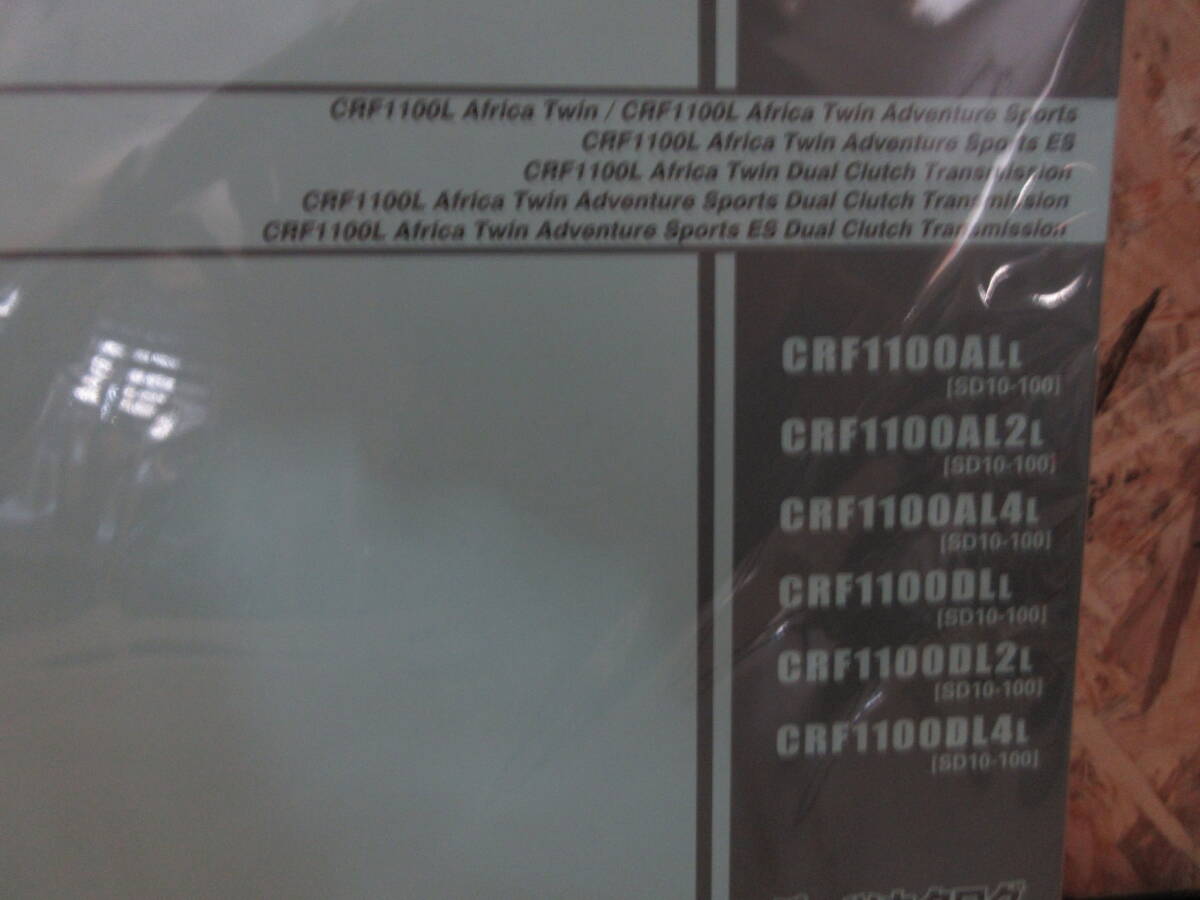 CRF1100L Africa Twin / CRF1100L Africa Twin Adventure Sports
CRF1100L Africa Twin Adventure Sports ES
CRF1100L Africa Twin Dual Clutch Transmission
CRF1100L Africa Twin Adventure Sports Dual Clutch Transmission
CRF1100L Africa Twin Adventure Sports ES Dual Clutch Transmission
CRF1100ALL
[SD10-100]
CRF1100AL2L
[SD10-100]
CRF1100AL4L
[SD10-100]
CRF1100DLL
[SD10-100]
CRF1100DL2L
[SD10-100]
CRF1100DL4L
[SD10-100]